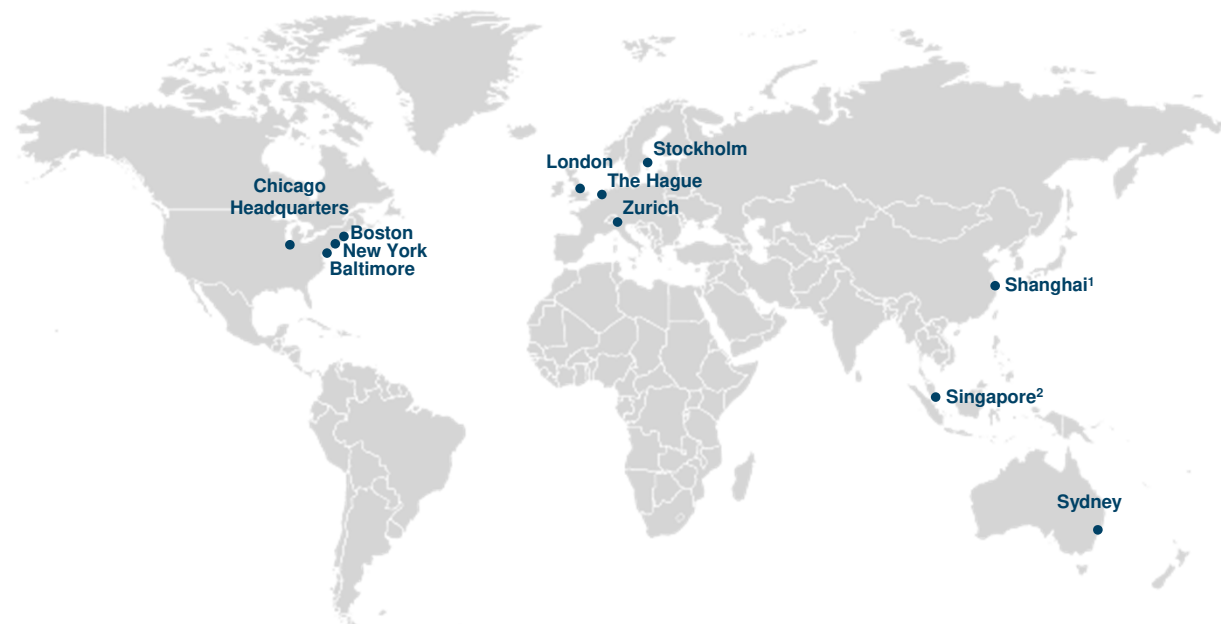 Stockholm
London
The Hague
Chicago
Headquarters
Zurich
Boston
New York
Baltimore
Shanghai¹
Singapore²
Sydney